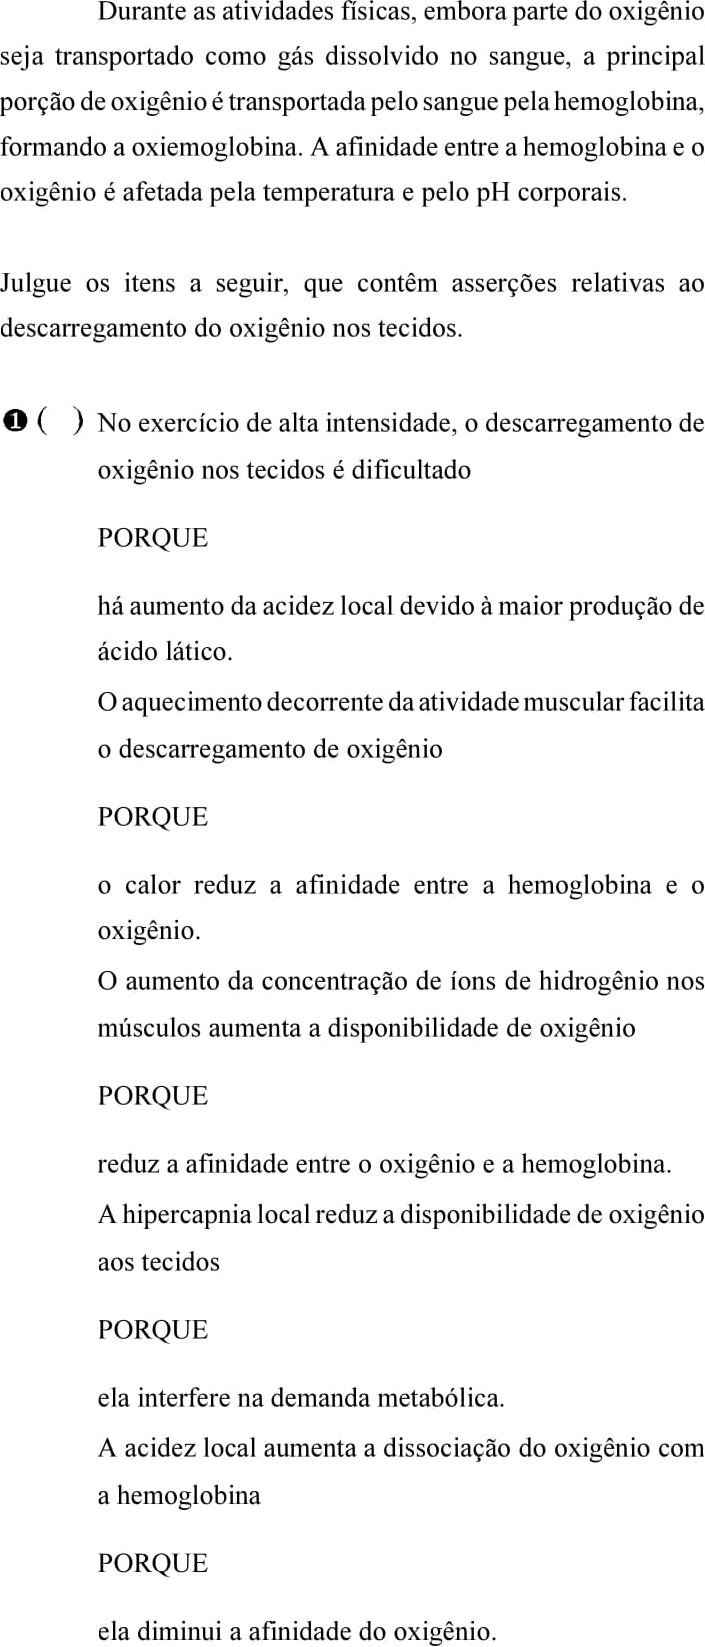 Durante as atividades físicas, embora parte do oxigênio
seja transportado como gás dissolvido no sangue, a principal
porção de oxigênio é transportada pelo sangue pela hemoglobina,
formando a oxiemoglobina. A afinidade entre a hemoglobina e o
oxigênio é afetada pela temperatura e pelo pH corporais.
Julgue os itens a seguir, que contêm asserções relativas ao
descarregamento do oxigênio nos tecidos.
❶ ( ) No exercício de alta intensidade, o descarregamento de
oxigênio nos tecidos é dificultado
PORQUE
há aumento da acidez local devido à maior produção de
ácido lático.
O aquecimento decorrente da atividade muscular facilita
o descarregamento de oxigênio
PORQUE
o calor reduz a afinidade entre a hemoglobina e o
oxigênio.
O aumento da concentração de íons de hidrogênio nos
músculos aumenta a disponibilidade de oxigênio
PORQUE
reduz a afinidade entre o oxigênio e a hemoglobina.
A hipercapnia local reduz a disponibilidade de oxigênio
aos tecidos
PORQUE
ela interfere na demanda metabólica.
A acidez local aumenta a dissociação do oxigênio com
a hemoglobina
PORQUE
ela diminui a afinidade do oxigênio.